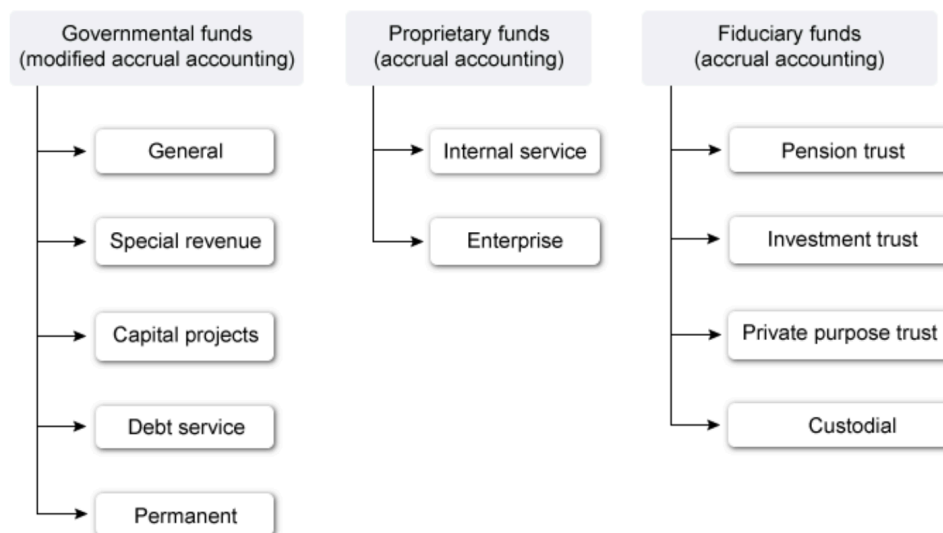 Governmental funds
(modified accrual accounting)
General
Special revenue
Capital projects
Debt service
Permanent
Proprietary funds
(accrual accounting)
Internal service
Enterprise
Fiduciary funds
(accrual accounting)
Pension trust
Investment trust
Private purpose trust
Custodial